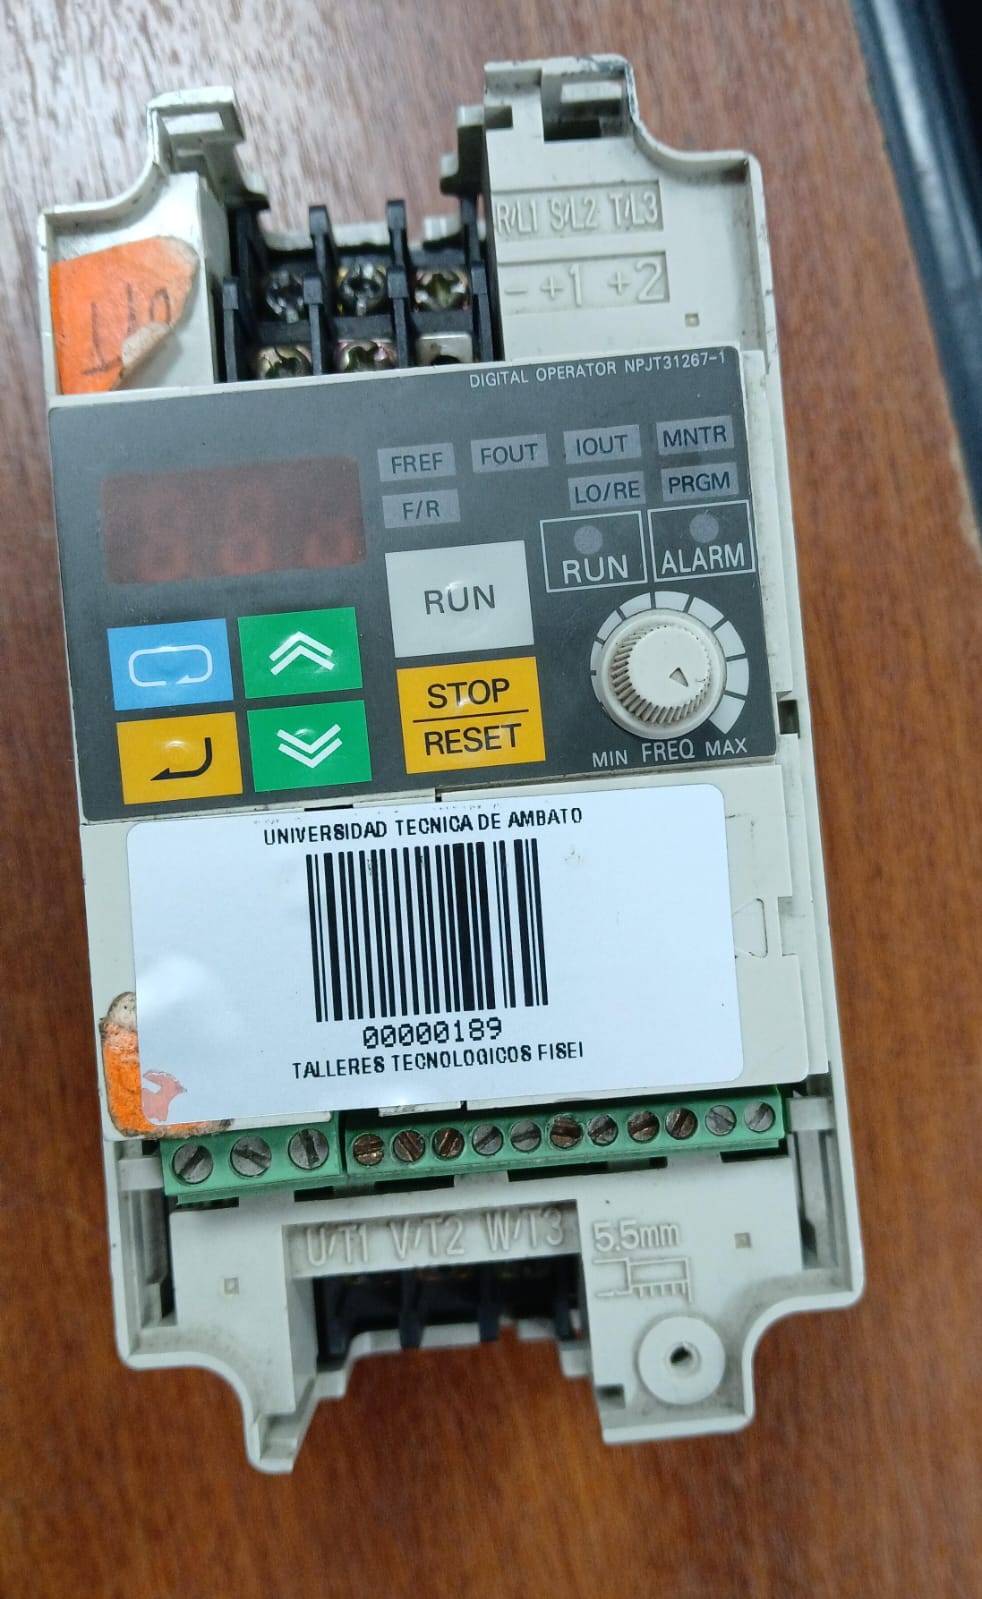 R/L1 S/L2 T/L3
- +1 +2
DIGITAL OPERATOR NPJT31267-1
FREF FOUT IOUT MNTR
F/R LO/RE PRGM
RUN ALARM
RUN
STOP
RESET
MIN FREQ MAX
UNIVERSIDAD TECNICA DE AMBATO
00000189
TALLERES TECNOLOGICOS FISEI
U/T1 V/T2 W/T3
5.5mm